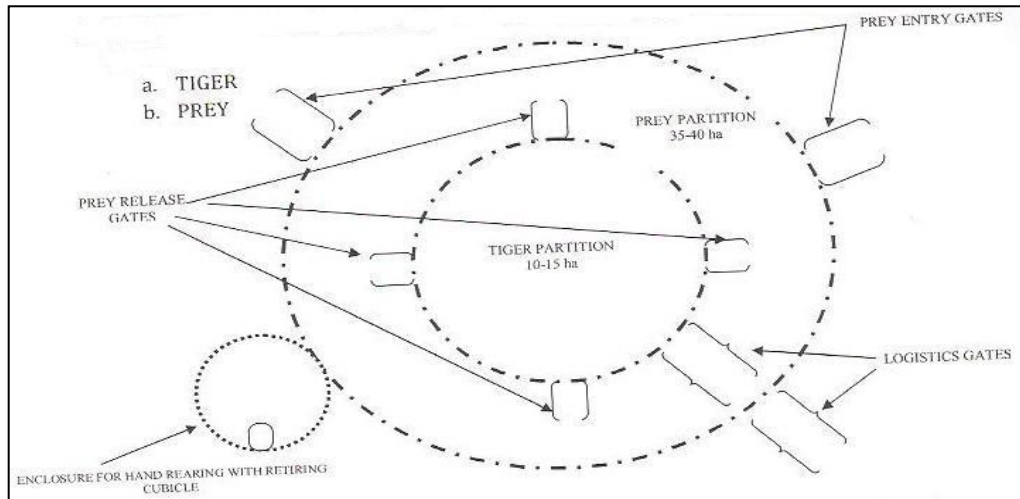 PREY ENTRY GATES
a. TIGER
b. PREY
PREY PARTITION
35-40 ha
PREY RELEASE
GATES
TIGER PARTITION
10-15 ha
LOGISTICS GATES
ENCLOSURE FOR HAND REARING WITH RETIRING
CUBICLE